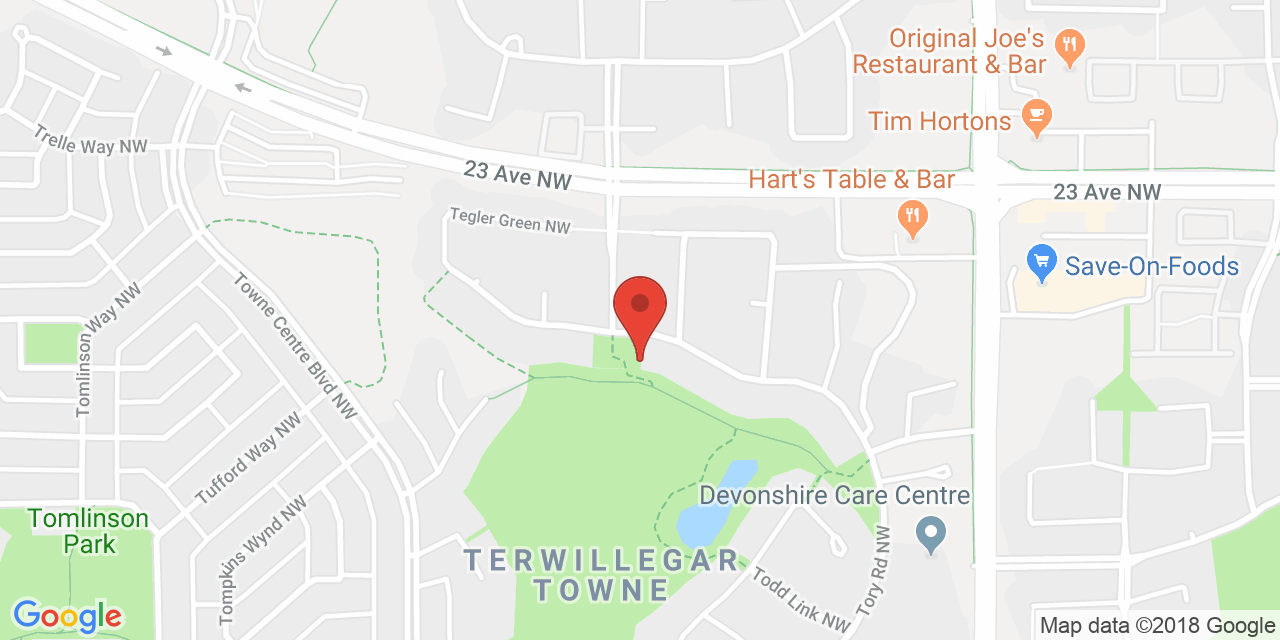 Original Joe's
Restaurant & Bar
Tim Hortons
Trelle Way NW
23 Ave NW
Hart's Table & Bar
23 Ave NW
Tegler Green NW
Save-On-Foods
Towne Centre Blvd NW
Tomlinson Way NW
Tufford Way NW
Devonshire Care Centre
Tomlinson
Park
Tompkins Wynd NW
TERWILLEGAR
TOWNE
Todd Link NW
Tory Rd NW
Google
Map data ©2018 Google